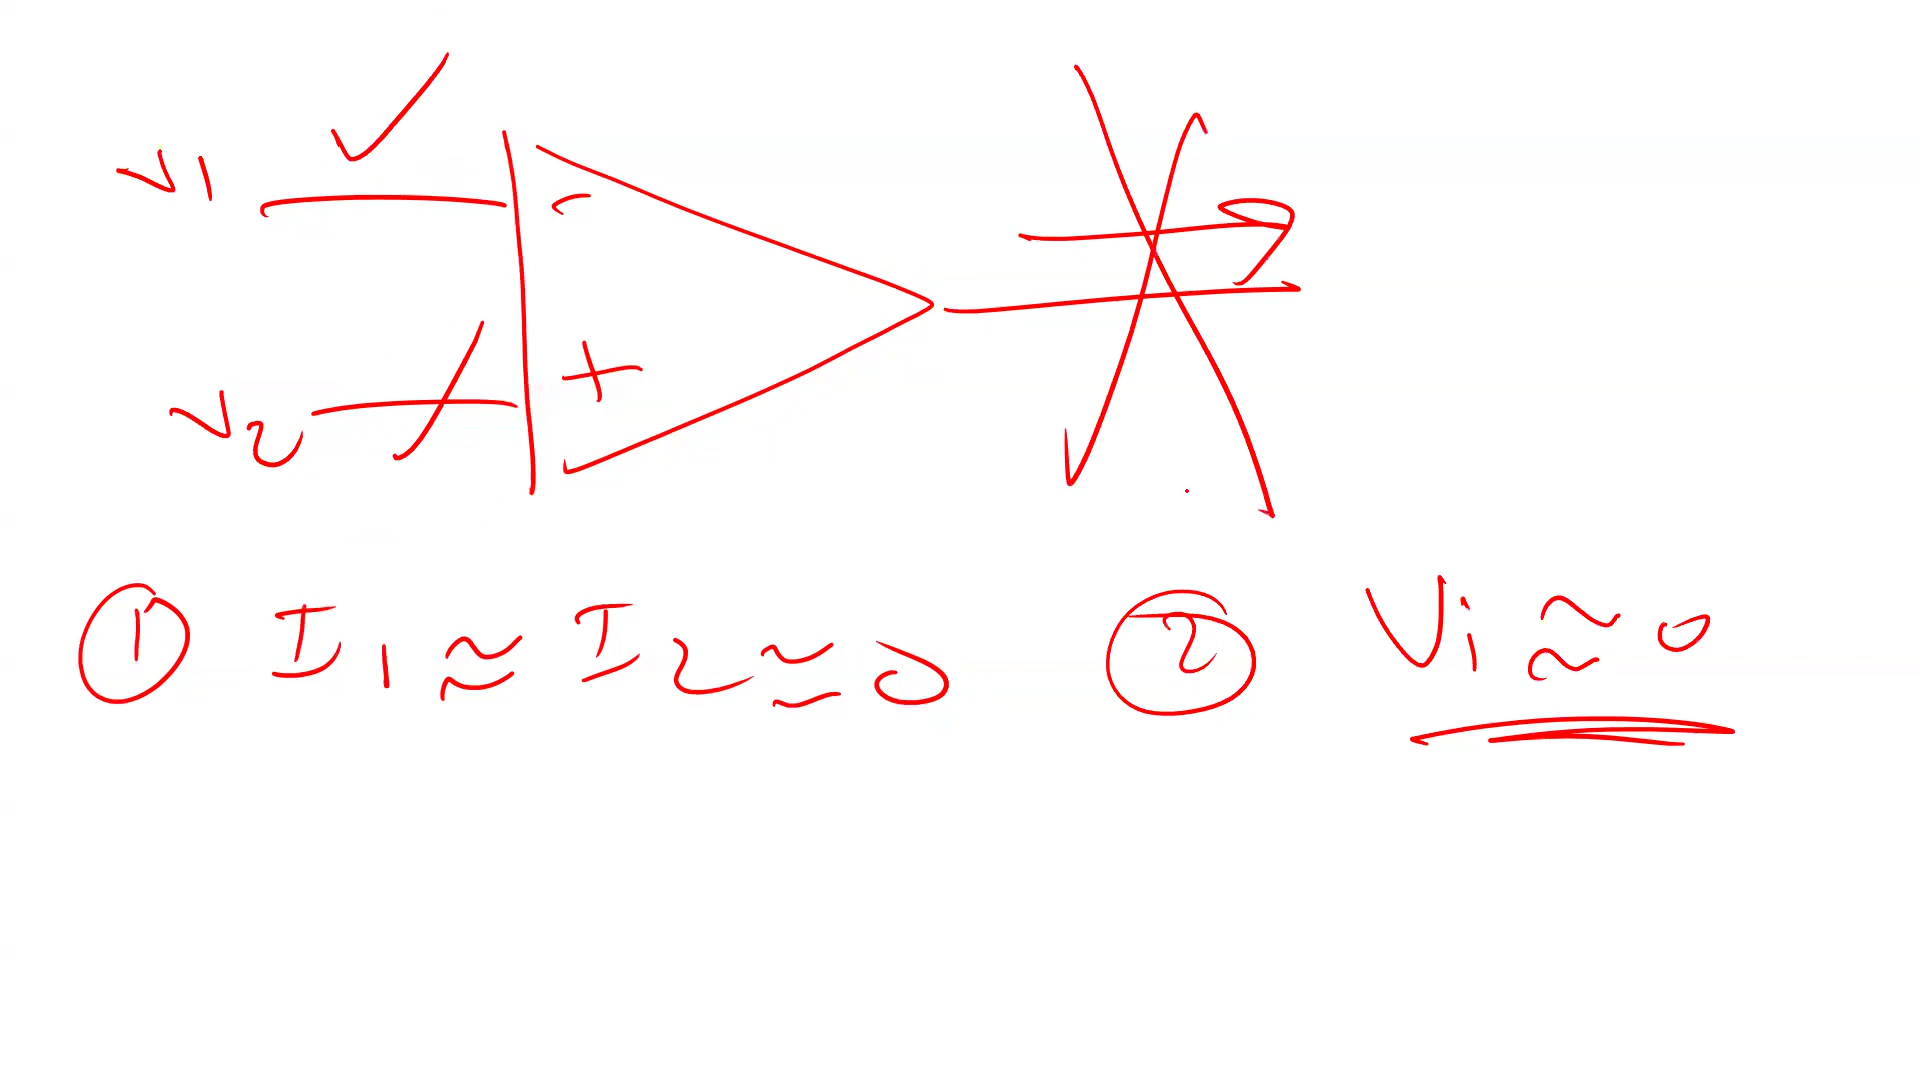 V1
-
+
V2
① I1 ≈ I2 ≈ 0
② Vi ≈ 0